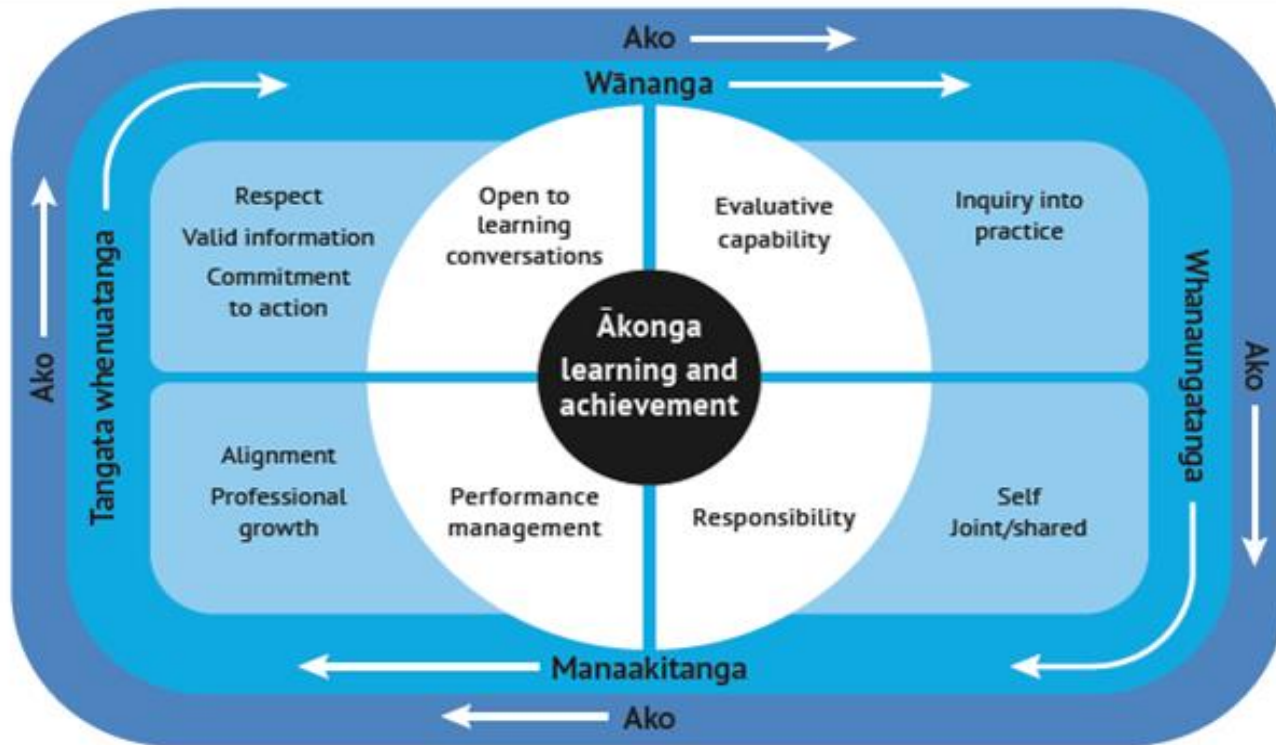 Ako
Wānanga
Tangata whenuatanga
Ako
Respect
Valid information
Commitment
to action
Open to
learning
conversations
Evaluative
capability
Inquiry into
practice
Ākonga
learning and
achievement
Alignment
Professional
growth
Performance
management
Responsibility
Self
Joint/shared
Whanaungatanga
Ako
Manaakitanga
Ako